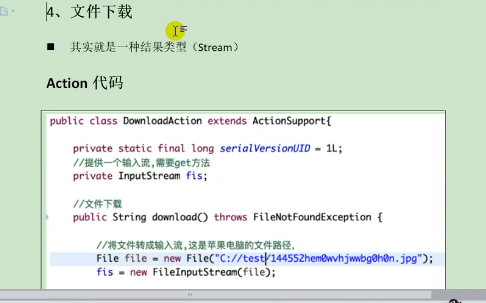 4、文件下载
■ 其实就是一种结果类型（Stream）
Action 代码
public class DownloadAction extends ActionSupport{
private static final long serialVersionUID = 1L;
//提供一个输入流,需要get方法
private InputStream fis;
//文件下载
public String download() throws FileNotFoundException {
//将文件转成输入流,这是苹果电脑的文件路径,
File file = new File("C://test/144552hem0wvhjwwbg0h0n.jpg");
fis = new FileInputStream(file);